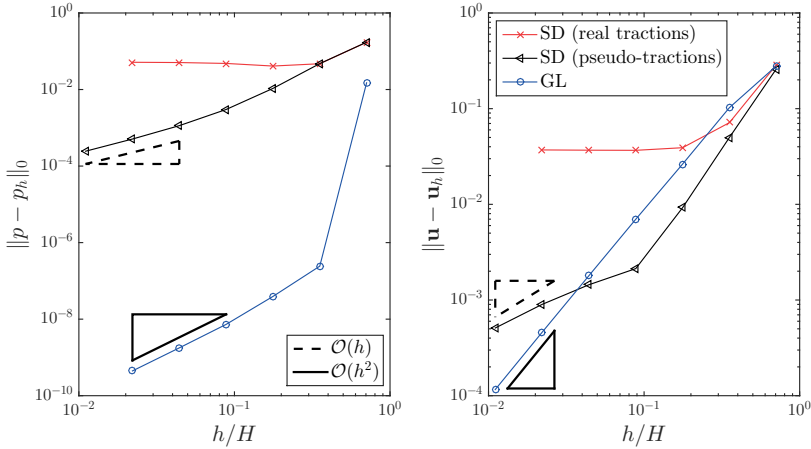 10^0
10^-2
10^-4
10^-6
10^-8
10^-10
‖p − p_h‖_0
10^-2
10^-1
10^0
h/H
O(h)
O(h^2)
10^0
10^-1
10^-2
10^-3
10^-4
‖u − u_h‖_0
SD (real tractions)
SD (pseudo-tractions)
GL
10^-2
10^-1
10^0
h/H